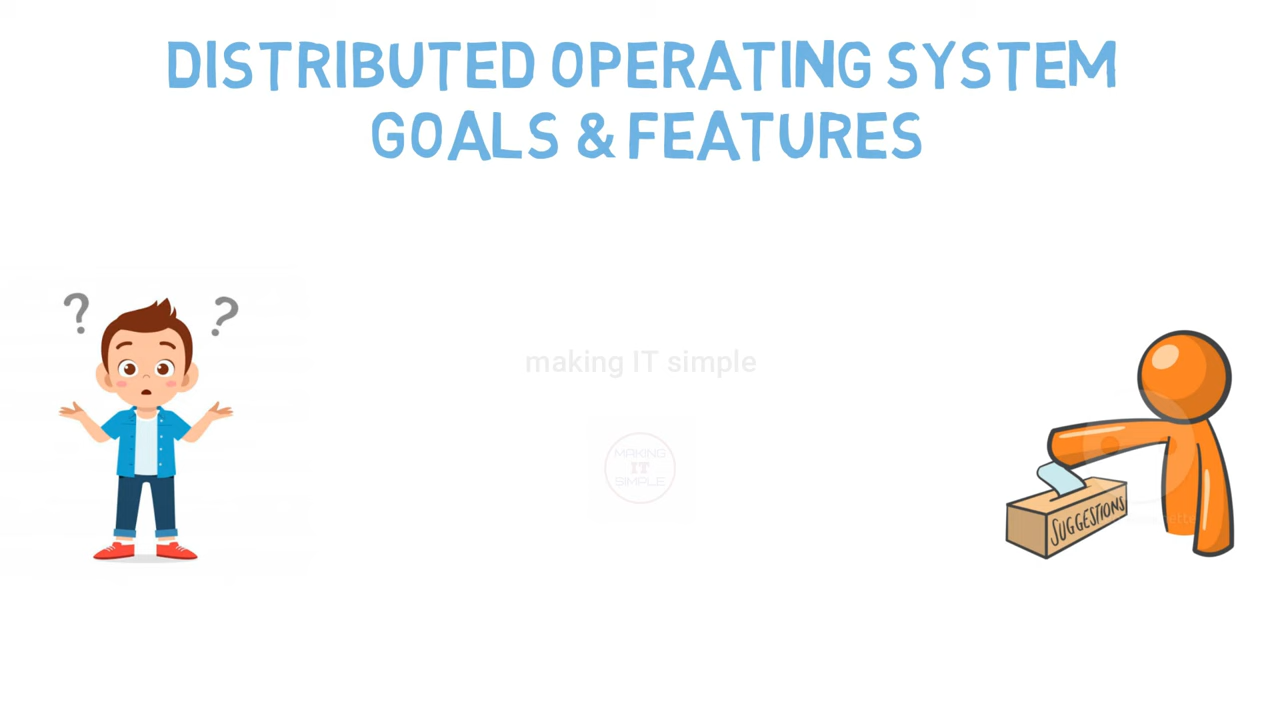 DISTRIBUTED OPERATING SYSTEM
GOALS & FEATURES
? ?
making IT simple
MAKING
IT
SIMPLE
SUGGESTIONS